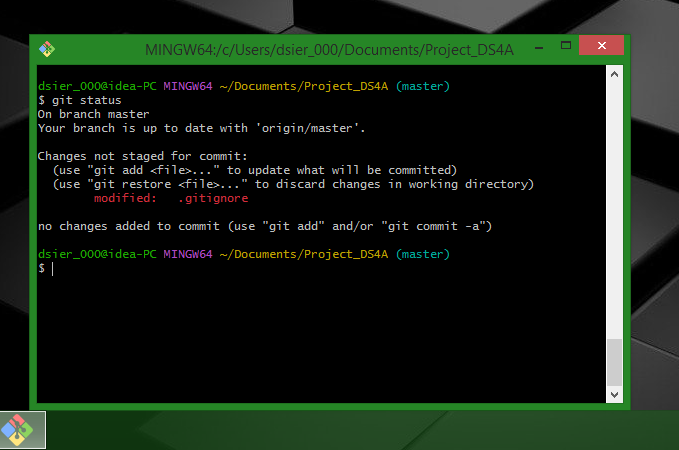 MINGW64:/c/Users/dsier_000/Documents/Project_DS4A
dsier_000@idea-PC MINGW64 ~/Documents/Project_DS4A (master)
$ git status
On branch master
Your branch is up to date with 'origin/master'.
Changes not staged for commit:
  (use "git add <file>..." to update what will be committed)
  (use "git restore <file>..." to discard changes in working directory)
        modified:   .gitignore
no changes added to commit (use "git add" and/or "git commit -a")
dsier_000@idea-PC MINGW64 ~/Documents/Project_DS4A (master)
$